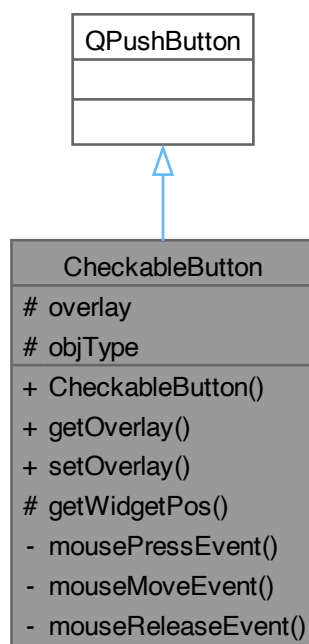 QPushButton
CheckableButton
# overlay
# objType
+ CheckableButton()
+ getOverlay()
+ setOverlay()
# getWidgetPos()
- mousePressEvent()
- mouseMoveEvent()
- mouseReleaseEvent()